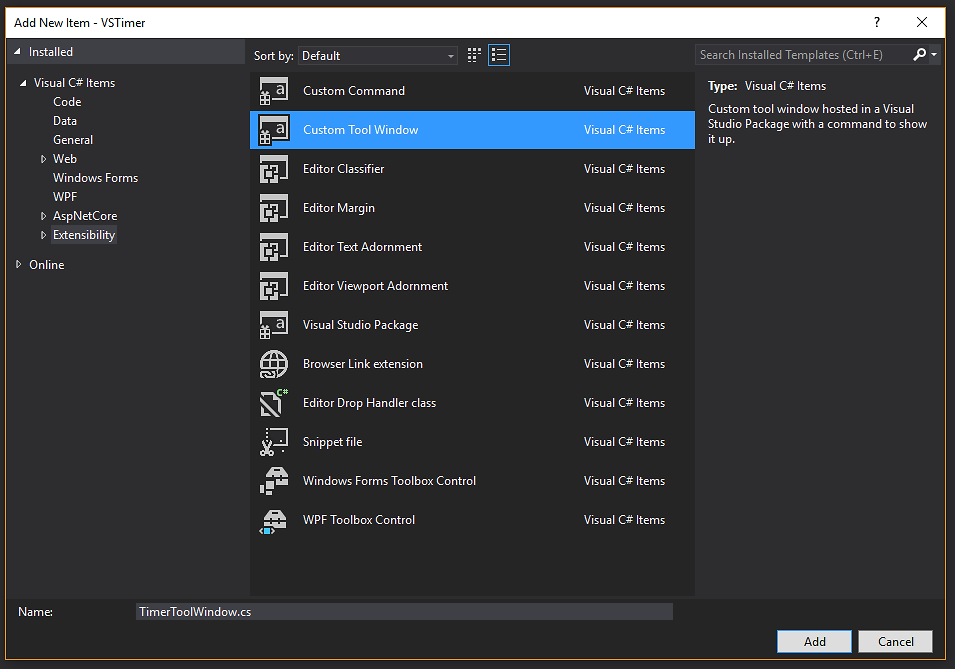 Add New Item - VSTimer
?
Installed
Visual C# Items
Code
Data
General
Web
Windows Forms
WPF
AspNetCore
Extensibility
Online
Sort by: Default
Search Installed Templates (Ctrl+E)
a Custom Command Visual C# Items
a Custom Tool Window Visual C# Items
Editor Classifier Visual C# Items
Editor Margin Visual C# Items
Editor Text Adornment Visual C# Items
Editor Viewport Adornment Visual C# Items
a Visual Studio Package Visual C# Items
Browser Link extension Visual C# Items
C# Editor Drop Handler class Visual C# Items
Snippet file Visual C# Items
Windows Forms Toolbox Control Visual C# Items
WPF Toolbox Control Visual C# Items
Type: Visual C# Items
Custom tool window hosted in a Visual
Studio Package with a command to show
it up.
Name: TimerToolWindow.cs
Add Cancel